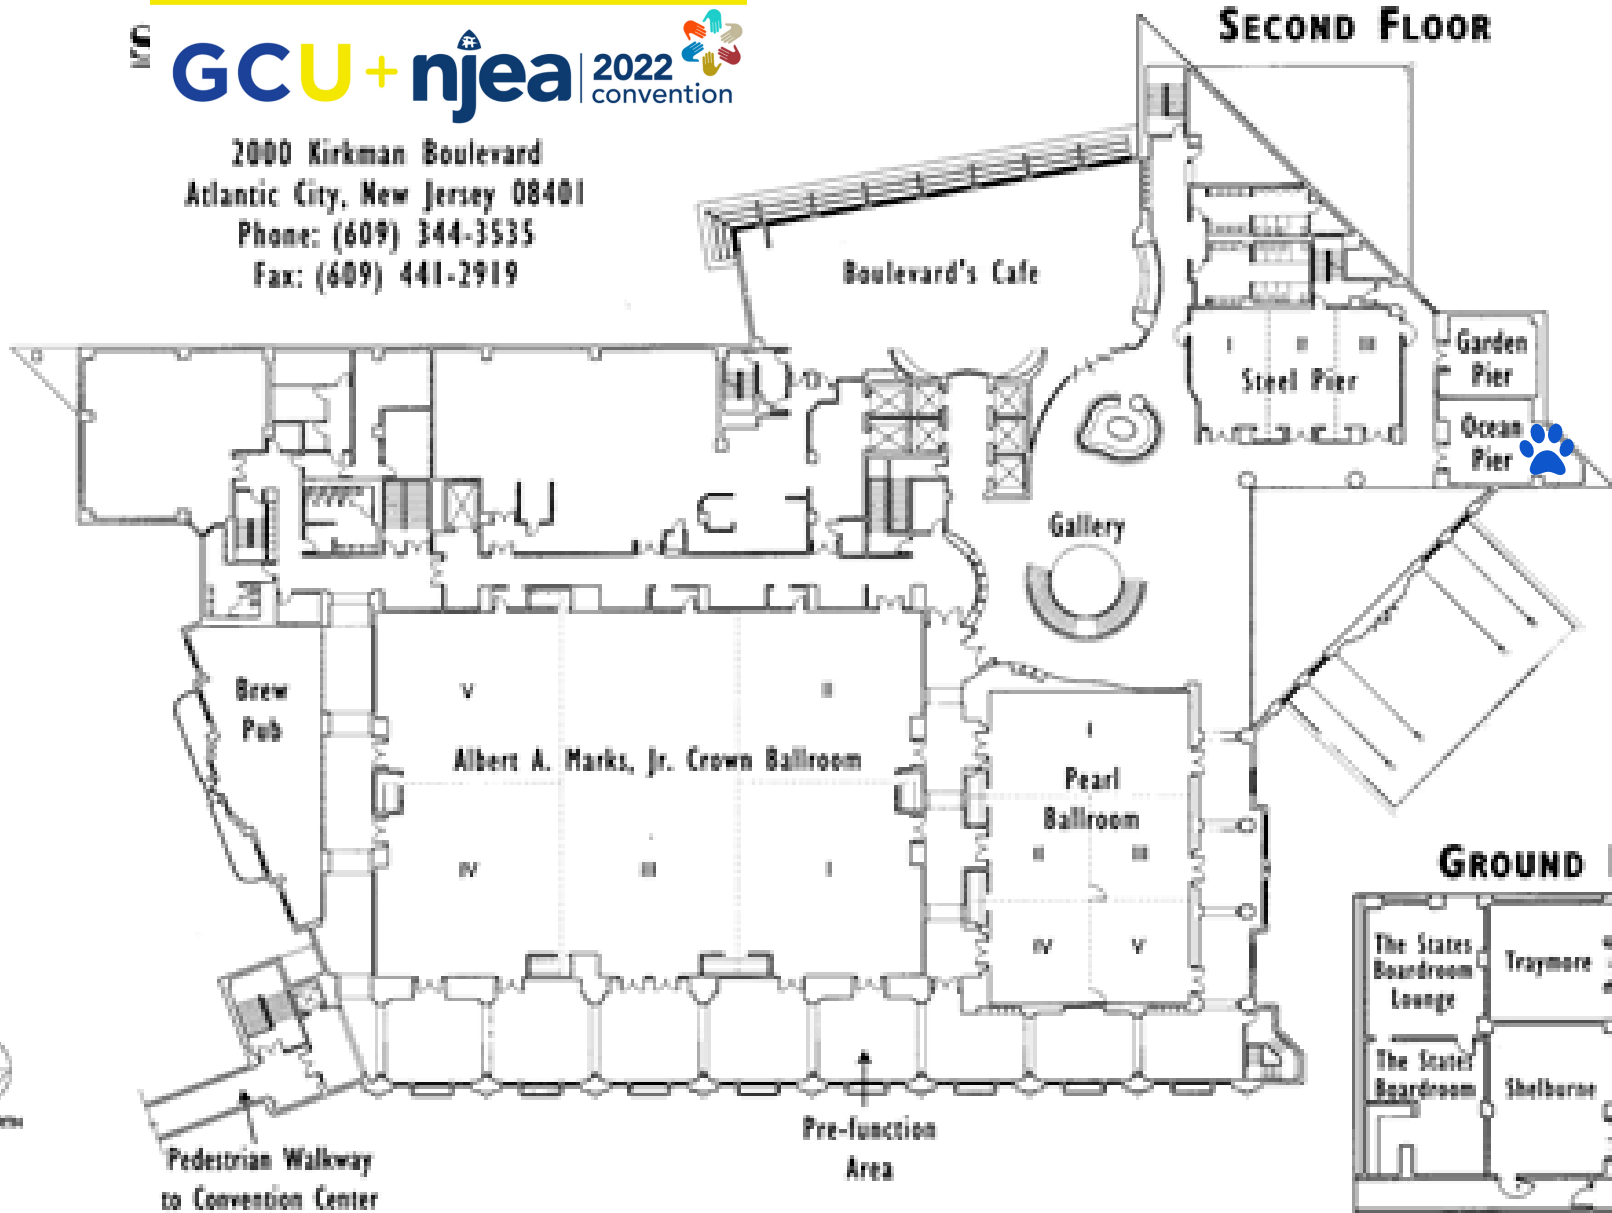 GCU + njea 2022
convention
2000 Kirkman Boulevard
Atlantic City, New Jersey 08401
Phone: (609) 344-3535
Fax: (609) 441-2919
SECOND FLOOR
Boulevard's Cafe
I II III
Steel Pier
Garden
Pier
Ocean
Pier
Gallery
Brew
Pub
V II
Albert A. Marks, Jr. Crown Ballroom
IV III I
I
Pearl
Ballroom
II III
IV V
GROUND
The States
Boardroom
Lounge
Traymore
The States
Boardroom
Shelburne
Pre-function
Area
Pedestrian Walkway
to Convention Center